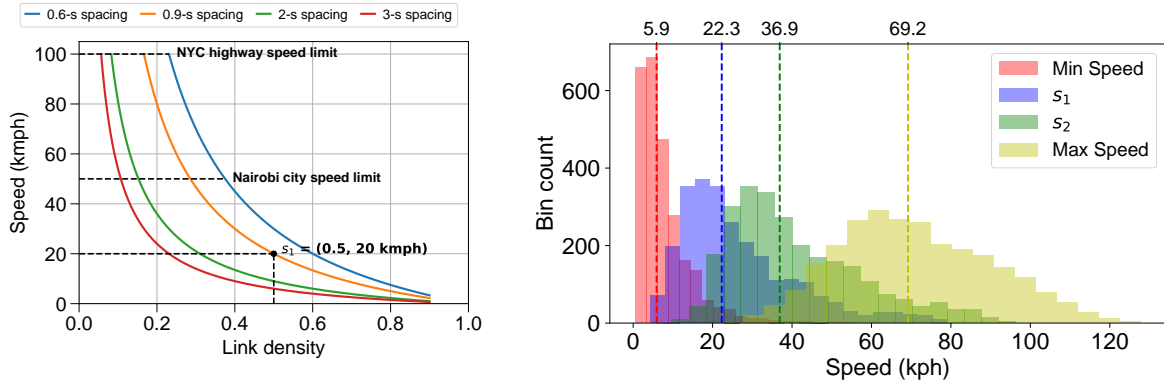 0.6-s spacing 0.9-s spacing 2-s spacing 3-s spacing
100
80
60
40
20
0
Speed (kmph)
NYC highway speed limit
Nairobi city speed limit
s₁ = (0.5, 20 kmph)
0.0 0.2 0.4 0.6 0.8 1.0
Link density
5.9 22.3 36.9 69.2
600
400
200
0
Bin count
Min Speed
s₁
s₂
Max Speed
0 20 40 60 80 100 120
Speed (kph)